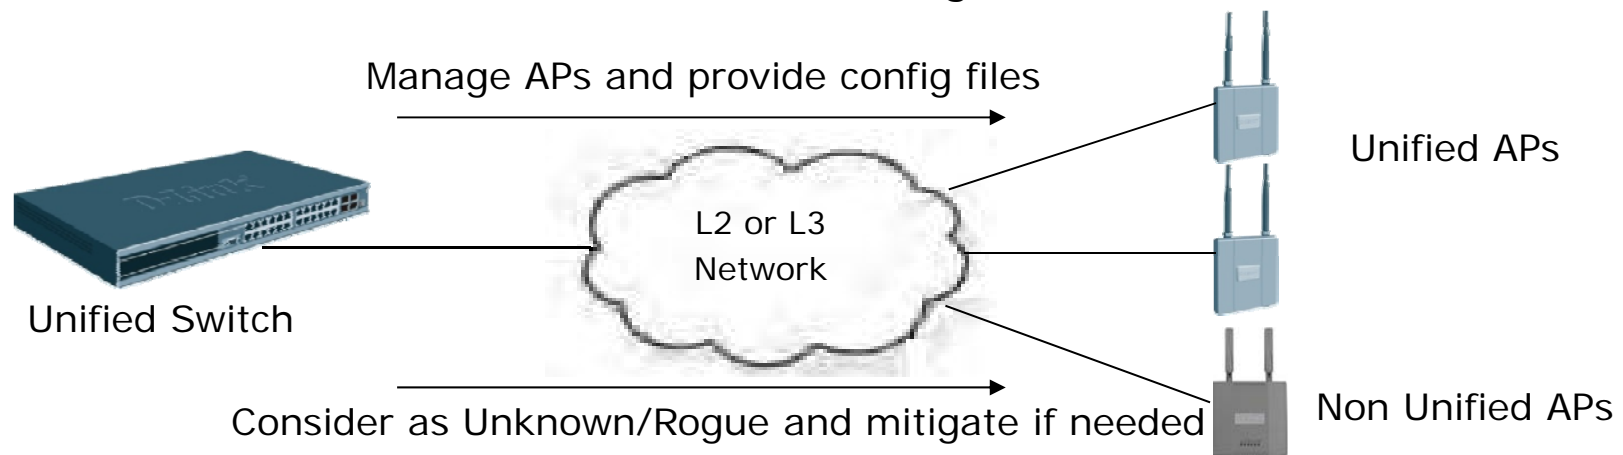 Manage APs and provide config files
Unified APs
D-Link
L2 or L3
Network
Unified Switch
Consider as Unknown/Rogue and mitigate if needed
Non Unified APs